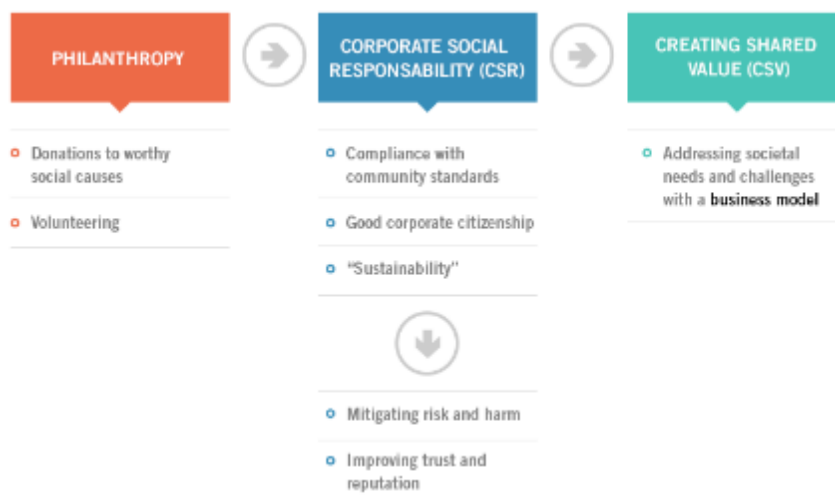 PHILANTHROPY
Donations to worthy
social causes
Volunteering
CORPORATE SOCIAL
RESPONSABILITY (CSR)
Compliance with
community standards
Good corporate citizenship
“Sustainability”
Mitigating risk and harm
Improving trust and
reputation
CREATING SHARED
VALUE (CSV)
Addressing societal
needs and challenges
with a business model